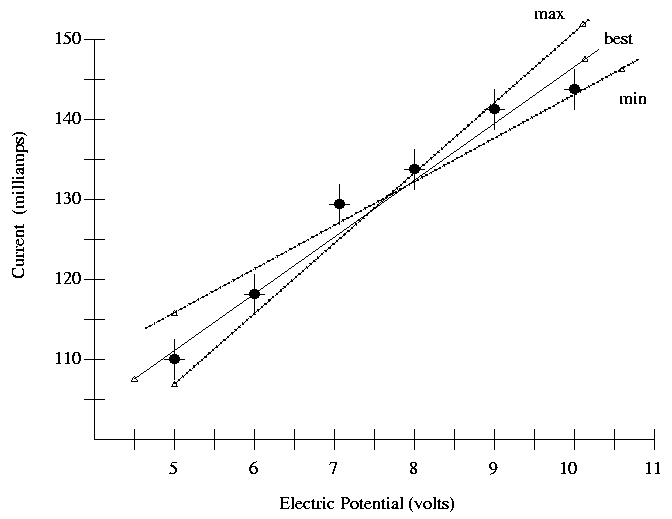 max
best
min
150
140
130
120
110
Current (milliamps)
5 6 7 8 9 10 11
Electric Potential (volts)